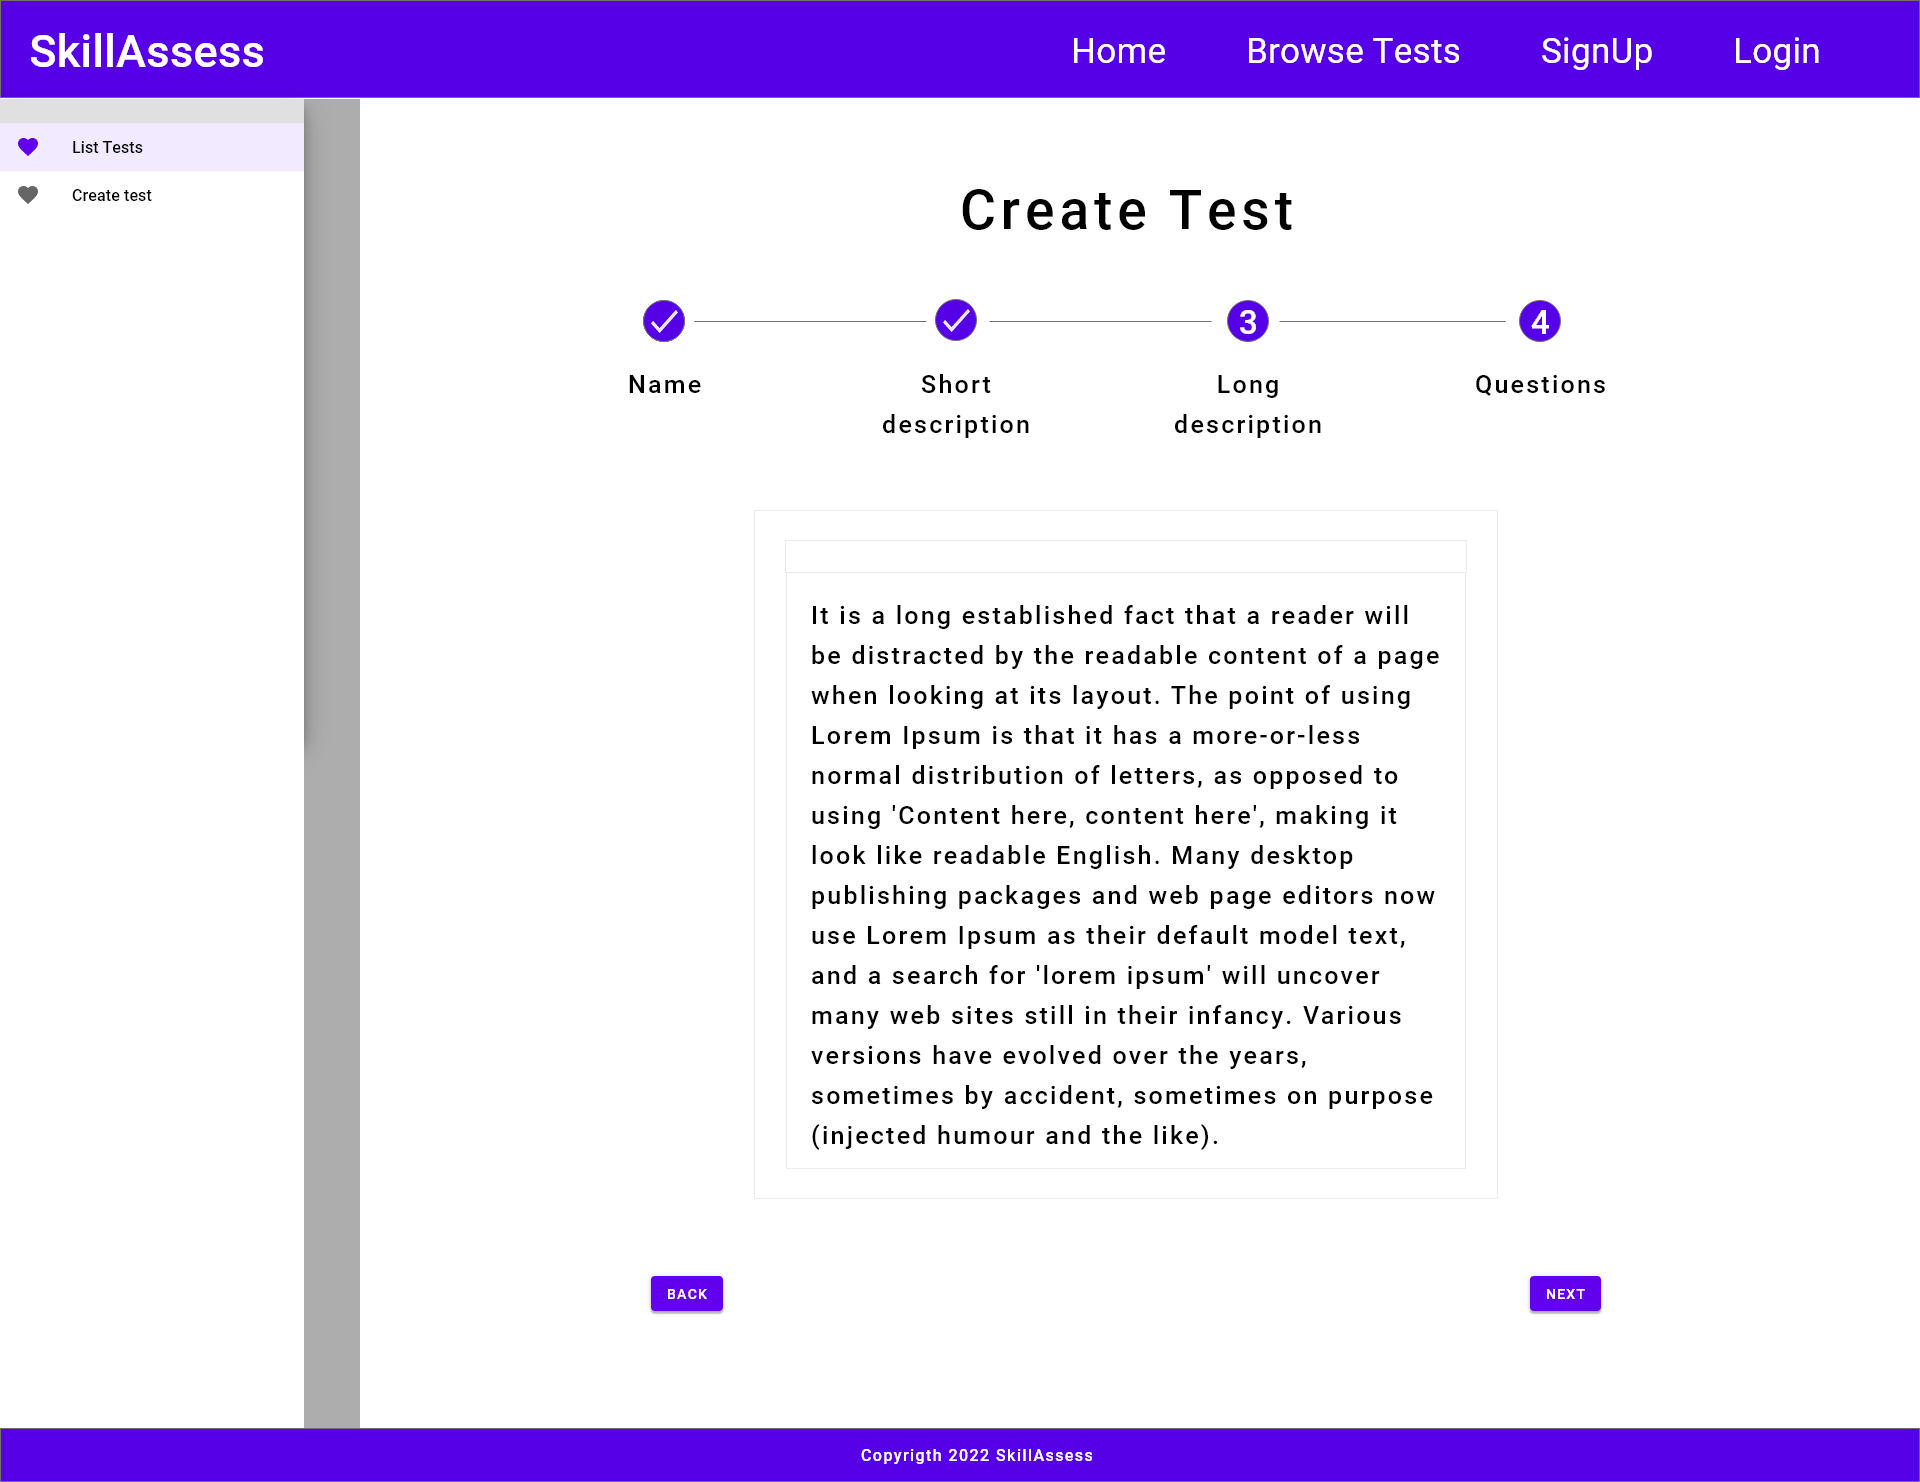 SkillAssess
Home
Browse Tests
SignUp
Login
List Tests
Create test
Create Test
3
4
Name
Short
description
Long
description
Questions
It is a long established fact that a reader will
be distracted by the readable content of a page
when looking at its layout. The point of using
Lorem Ipsum is that it has a more-or-less
normal distribution of letters, as opposed to
using 'Content here, content here', making it
look like readable English. Many desktop
publishing packages and web page editors now
use Lorem Ipsum as their default model text,
and a search for 'lorem ipsum' will uncover
many web sites still in their infancy. Various
versions have evolved over the years,
sometimes by accident, sometimes on purpose
(injected humour and the like).
BACK
NEXT
Copyrigth 2022 SkillAssess